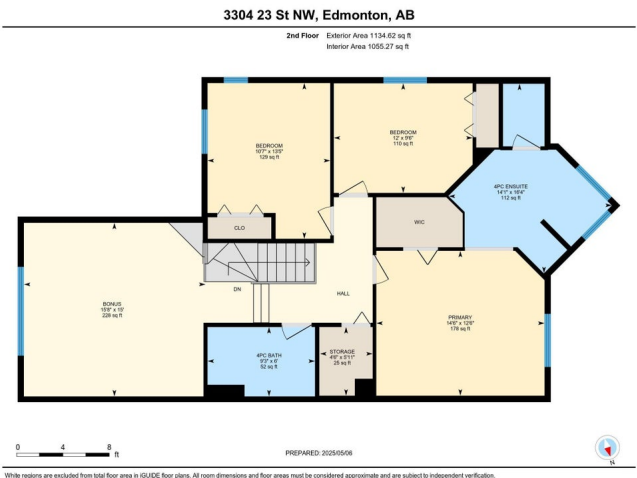 3304 23 St NW, Edmonton, AB
2nd Floor Exterior Area 1134.62 sq ft
Interior Area 1055.27 sq ft
BEDROOM
10'7" x 13'5"
129 sq ft
BEDROOM
12' x 9'6"
110 sq ft
4PC ENSUITE
14'1" x 16'4"
112 sq ft
CLO
WIC
DN
HALL
BONUS
15'8" x 15'
226 sq ft
PRIMARY
14'6" x 12'6"
178 sq ft
4PC BATH
9'3" x 6'
52 sq ft
STORAGE
4'6" x 5'11"
25 sq ft
0 4 8
ft
PREPARED: 2025/05/06
N
White regions are excluded from total floor area in iGUIDE floor plans. All room dimensions and floor areas must be considered approximate and are subject to independent verification.